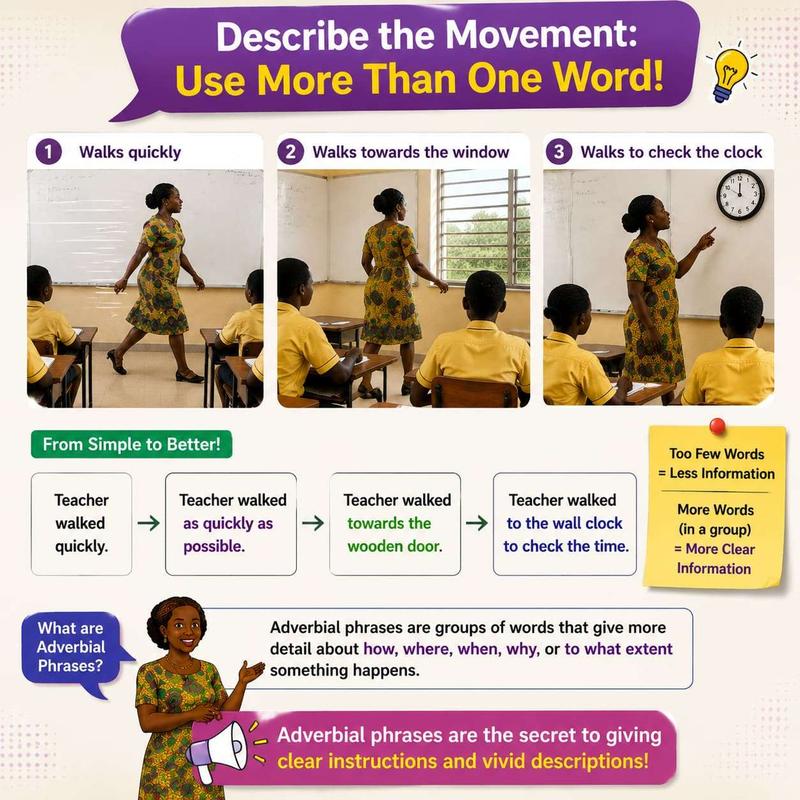 Describe the Movement:
Use More Than One Word!
1 Walks quickly
2 Walks towards the window
3 Walks to check the clock
From Simple to Better!
Teacher
walked
quickly.
Teacher walked
as quickly as
possible.
Teacher walked
towards the
wooden door.
Teacher walked
to the wall clock
to check the time.
Too Few Words
= Less Information
More Words
(in a group)
= More Clear
Information
What are
Adverbial
Phrases?
Adverbial phrases are groups of words that give more
detail about how, where, when, why, or to what extent
something happens.
Adverbial phrases are the secret to giving
clear instructions and vivid descriptions!